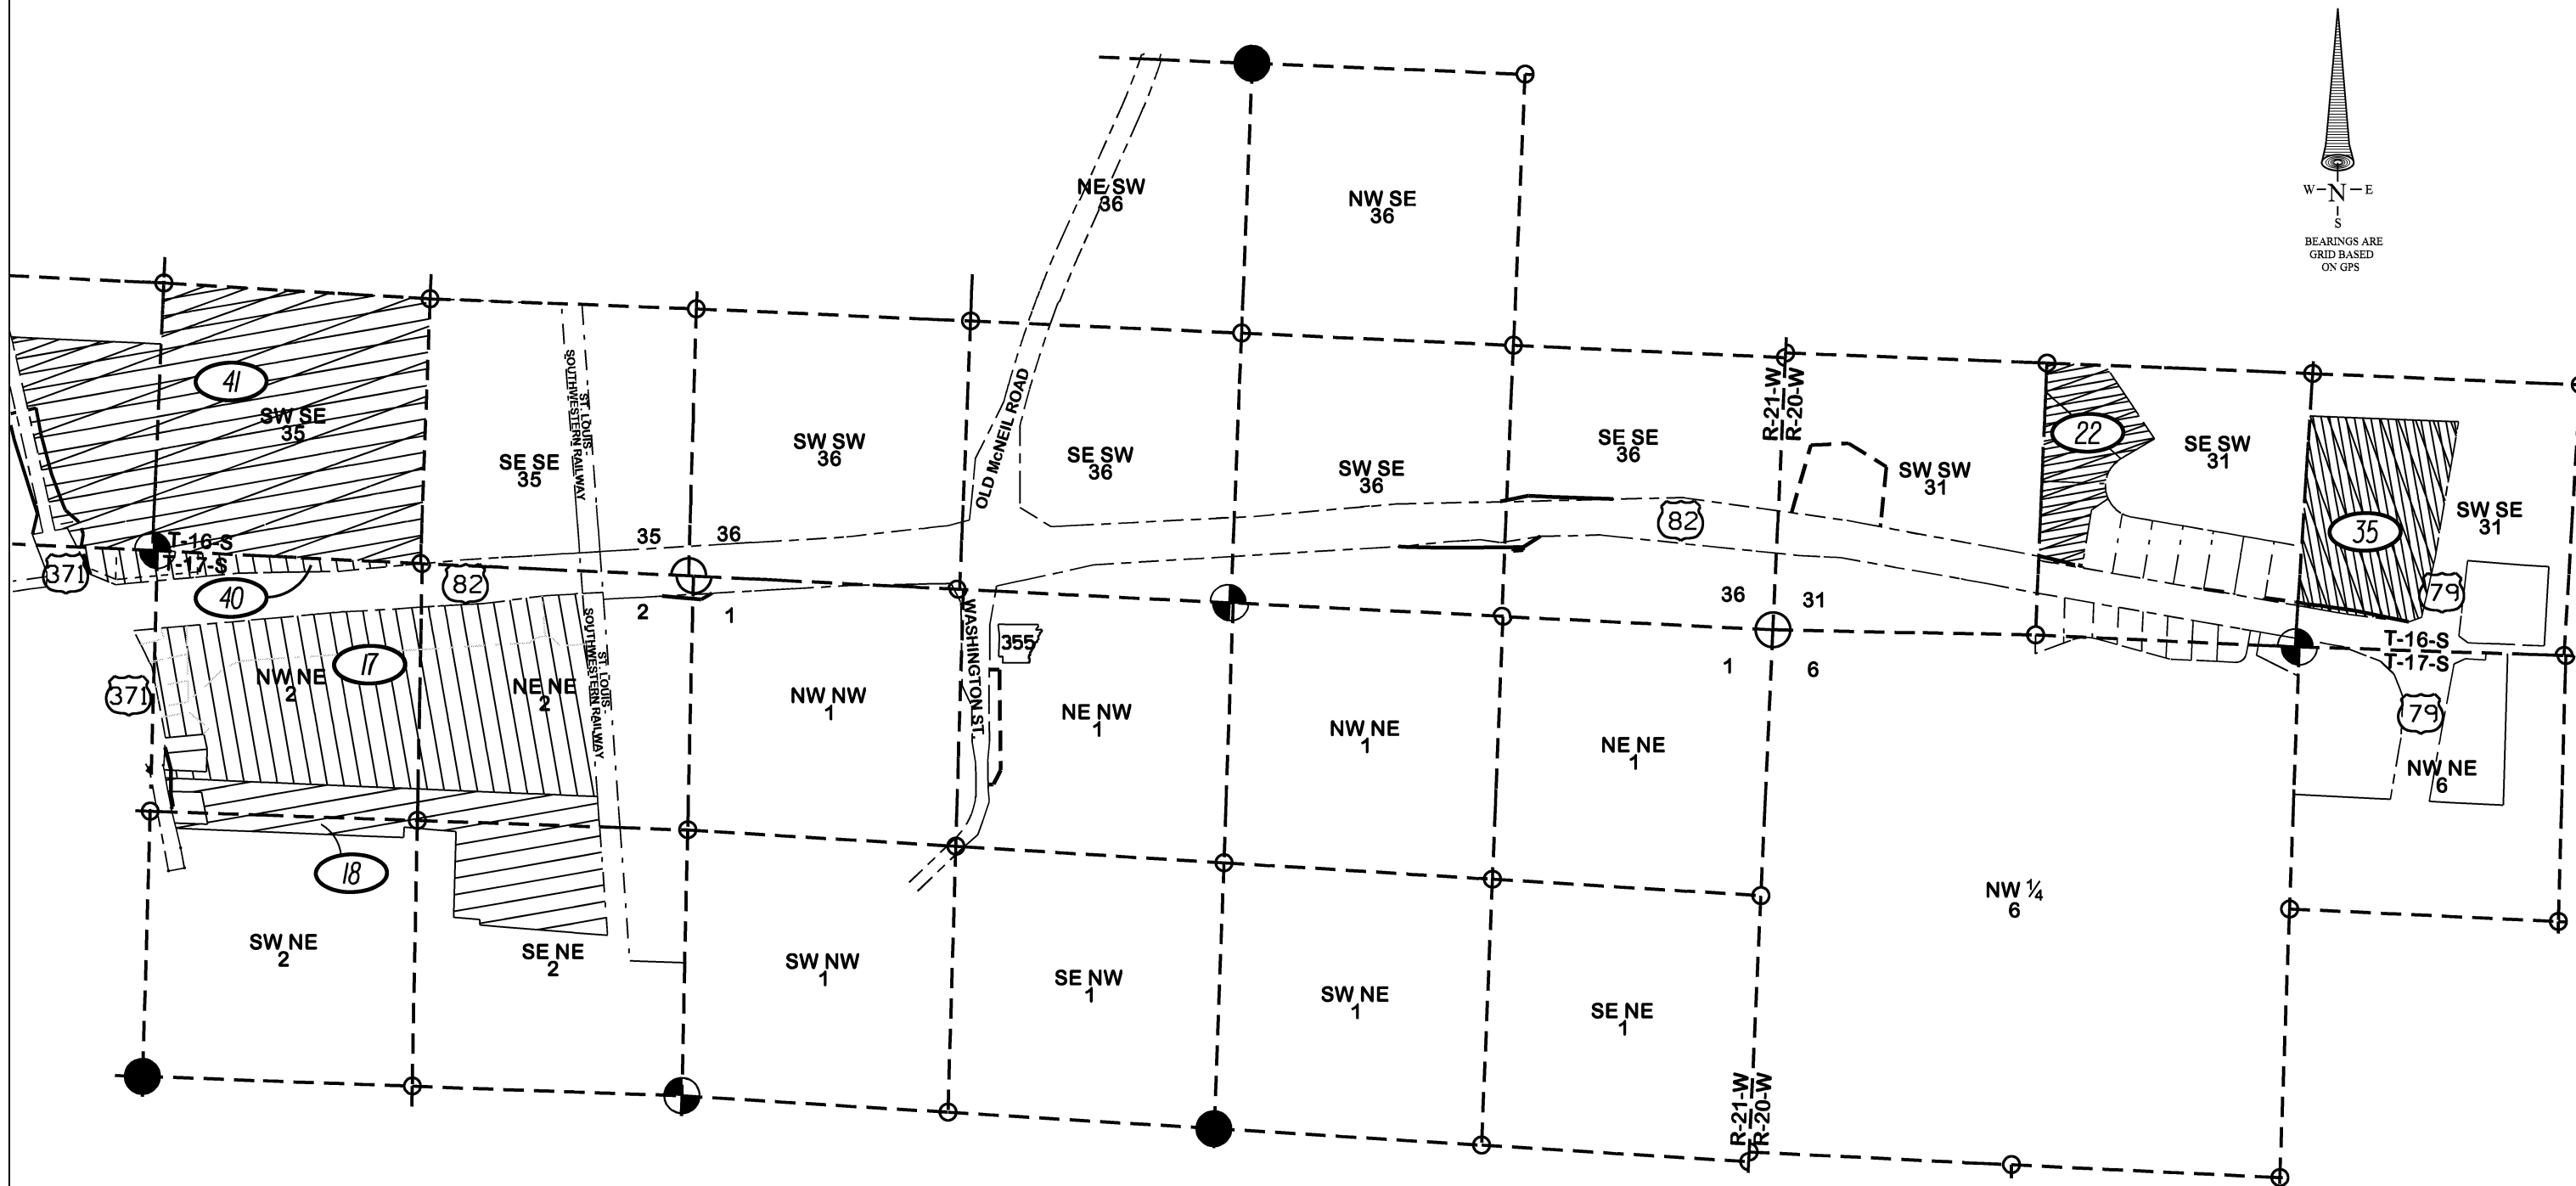 W N E
S
BEARINGS ARE
GRID BASED
ON GPS
NE SW
36
NW SE
36
41
SW SE
35
SE SE
35
ST. LOUIS
SOUTHWESTERN RAILWAY
SW SW
36
OLD McNEIL ROAD
SE SW
36
SW SE
36
SE SE
36
R-21-W
R-20-W
SW SW
31
22
SE SW
31
35
SW SE
31
82
79
T-16-S
T-17-S
371
40
82
35
36
2
1
36
31
1
6
T-16-S
T-17-S
79
371
17
NW NE
2
NE NE
2
ST. LOUIS
SOUTHWESTERN RAILWAY
NW NW
1
WASHINGTON ST.
355
NE NW
1
NW NE
1
NE NE
1
NW NE
6
18
NW 1/4
6
SW NE
2
SE NE
2
SW NW
1
SE NW
1
SW NE
1
SE NE
1
R-21-W
R-20-W